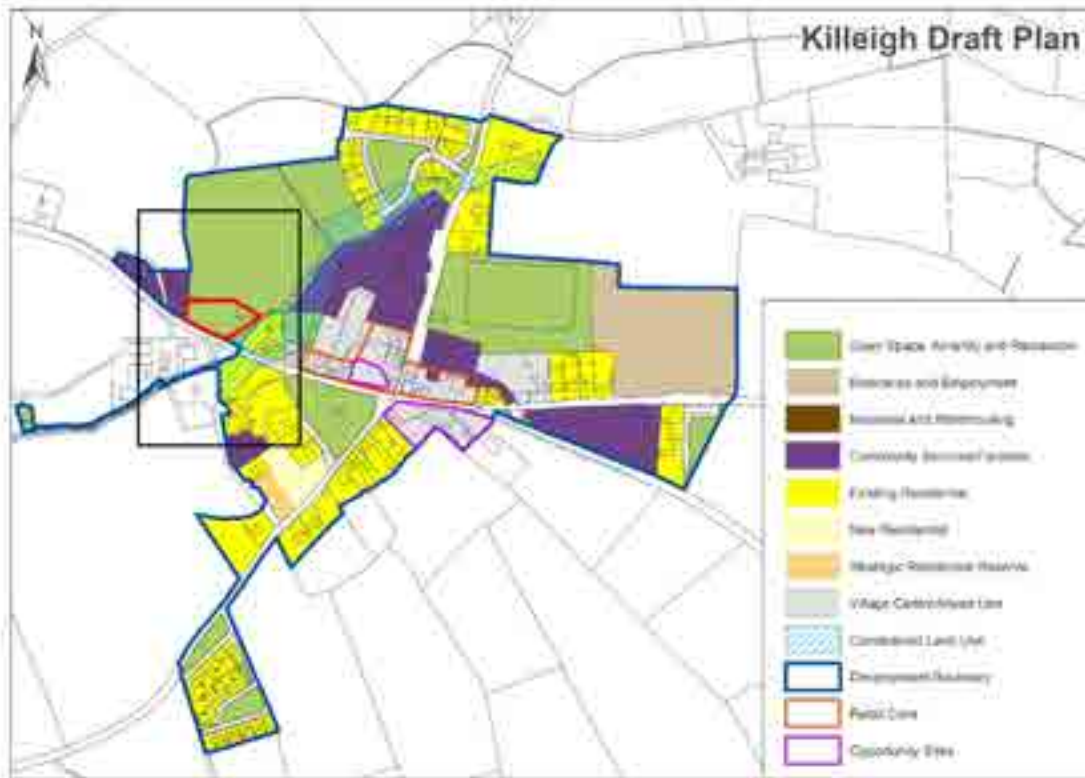 Killeigh Draft Plan
N
Open Space, Amenity and Recreation
Enterprise and Employment
Industrial and Warehousing
Community Services/Facilities
Existing Residential
New Residential
Strategic Residential Reserve
Village Centre/Mixed Use
Constrained Land Use
Development Boundary
Retail Core
Opportunity Sites